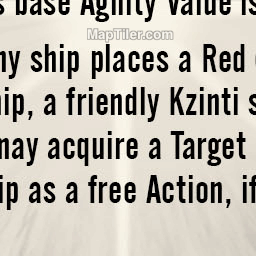 s base Agility Value is
MapTiler.com
ny ship places a Red
hip, a friendly Kzinti s
may acquire a Target
ip as a free Action, if